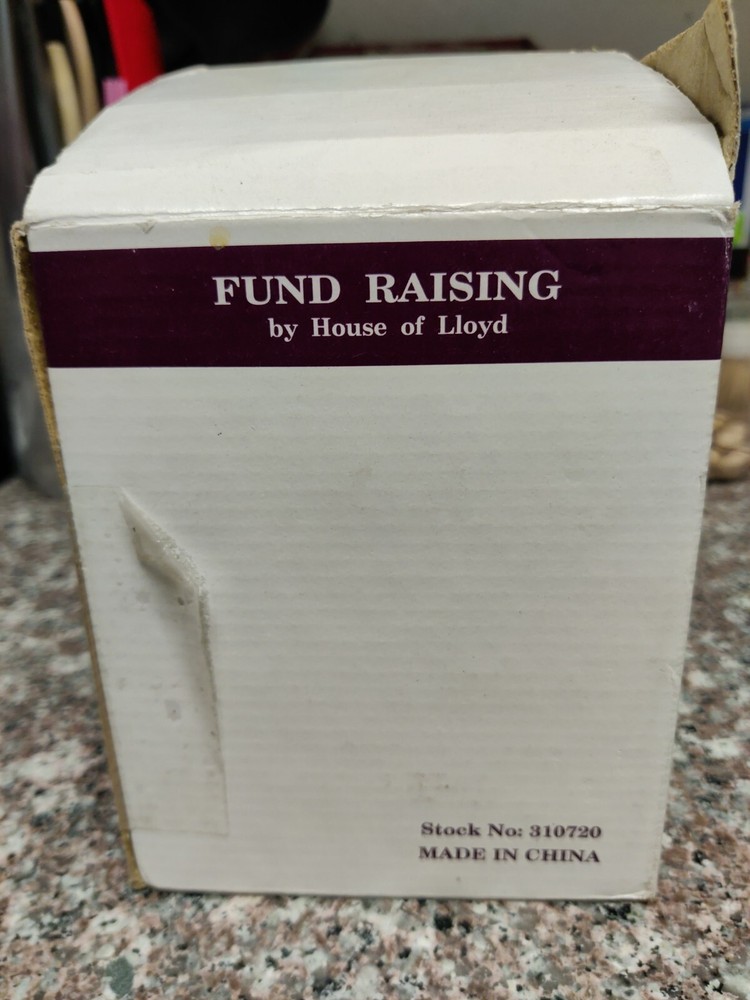 FUND RAISING
by House of Lloyd
Stock No: 310720
MADE IN CHINA